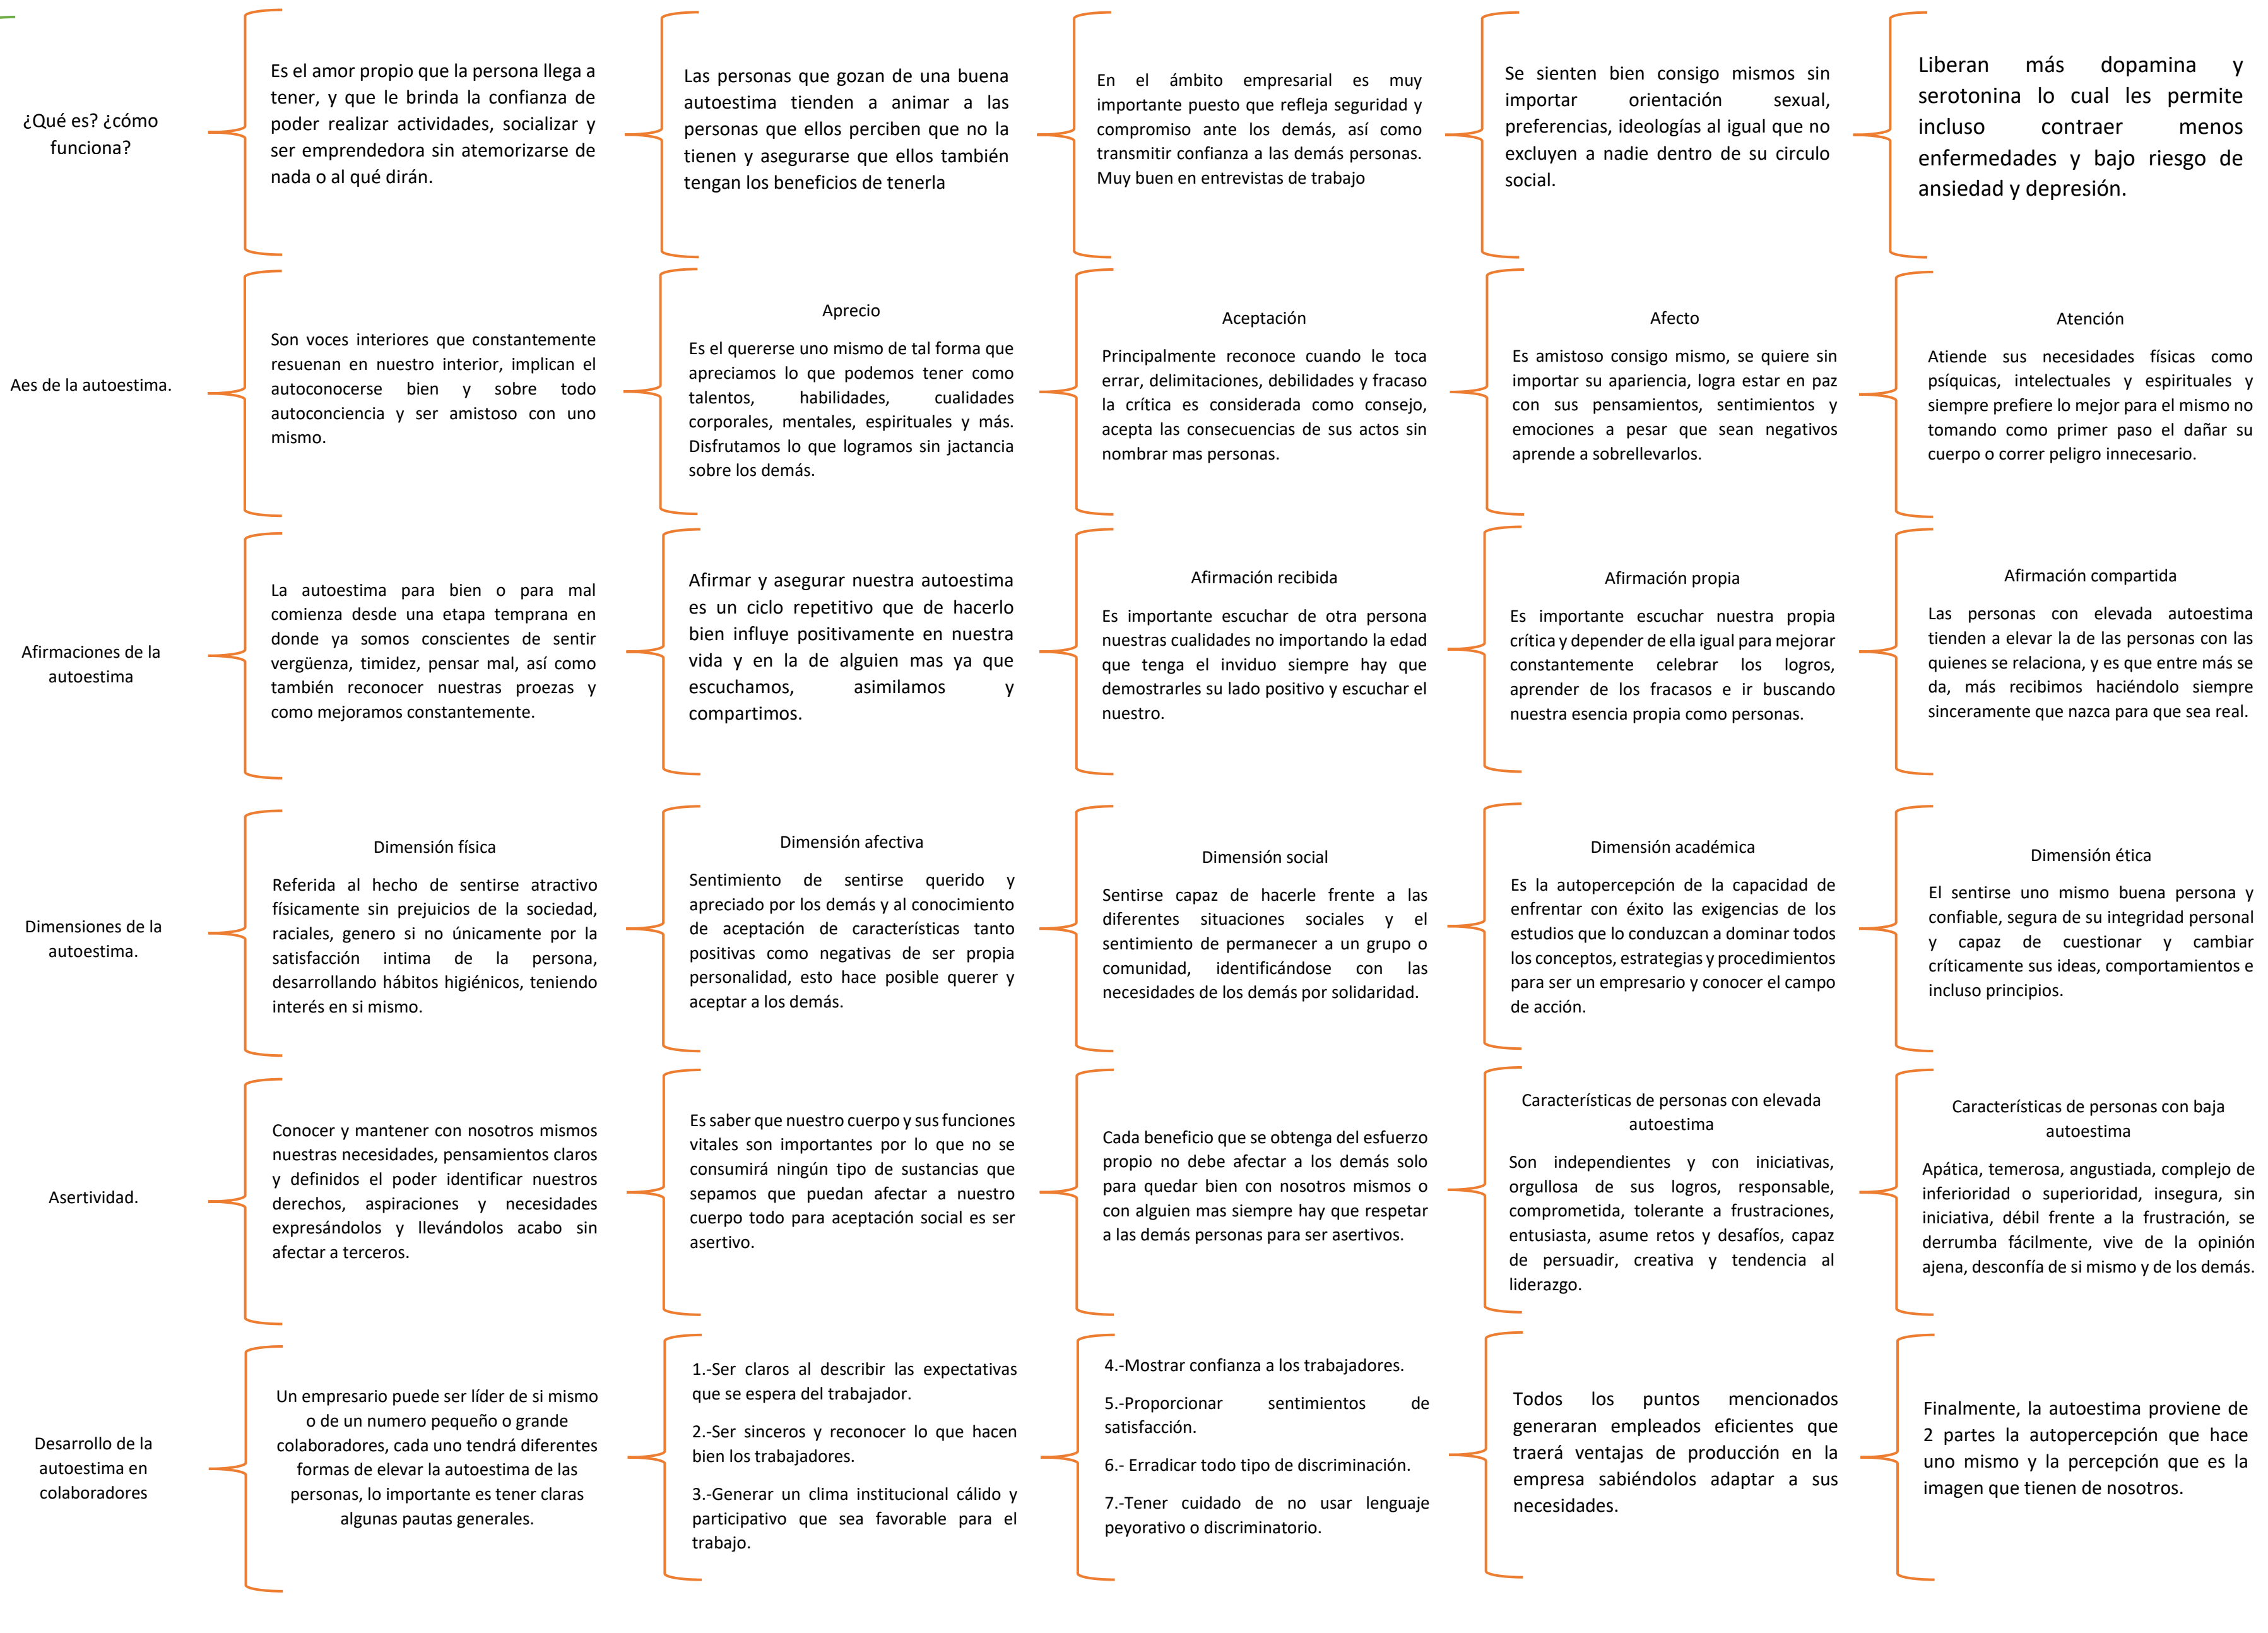 ¿Qué es? ¿cómo
funciona?
Es el amor propio que la persona llega a
tener, y que le brinda la confianza de
poder realizar actividades, socializar y
ser emprendedora sin atemorizarse de
nada o al qué dirán.
Las personas que gozan de una buena
autoestima tienden a animar a las
personas que ellos perciben que no la
tienen y asegurarse que ellos también
tengan los beneficios de tenerla
En el ámbito empresarial es muy
importante puesto que refleja seguridad y
compromiso ante los demás, así como
transmitir confianza a las demás personas.
Muy buen en entrevistas de trabajo
Se sienten bien consigo mismos sin
importar orientación sexual,
preferencias, ideologías al igual que no
excluyen a nadie dentro de su circulo
social.
Liberan más dopamina y
serotonina lo cual les permite
incluso contraer menos
enfermedades y bajo riesgo de
ansiedad y depresión.
Aes de la autoestima.
Son voces interiores que constantemente
resuenan en nuestro interior, implican el
autoconocerse bien y sobre todo
autoconciencia y ser amistoso con uno
mismo.
Aprecio
Es el quererse uno mismo de tal forma que
apreciamos lo que podemos tener como
talentos, habilidades, cualidades
corporales, mentales, espirituales y más.
Disfrutamos lo que logramos sin jactancia
sobre los demás.
Aceptación
Principalmente reconoce cuando le toca
errar, delimitaciones, debilidades y fracaso
la crítica es considerada como consejo,
acepta las consecuencias de sus actos sin
nombrar mas personas.
Afecto
Es amistoso consigo mismo, se quiere sin
importar su apariencia, logra estar en paz
con sus pensamientos, sentimientos y
emociones a pesar que sean negativos
aprende a sobrellevarlos.
Atención
Atiende sus necesidades físicas como
psíquicas, intelectuales y espirituales y
siempre prefiere lo mejor para el mismo no
tomando como primer paso el dañar su
cuerpo o correr peligro innecesario.
Afirmaciones de la
autoestima
La autoestima para bien o para mal
comienza desde una etapa temprana en
donde ya somos conscientes de sentir
vergüenza, timidez, pensar mal, así como
también reconocer nuestras proezas y
como mejoramos constantemente.
Afirmar y asegurar nuestra autoestima
es un ciclo repetitivo que de hacerlo
bien influye positivamente en nuestra
vida y en la de alguien mas ya que
escuchamos, asimilamos y
compartimos.
Afirmación recibida
Es importante escuchar de otra persona
nuestras cualidades no importando la edad
que tenga el inviduo siempre hay que
demostrarles su lado positivo y escuchar el
nuestro.
Afirmación propia
Es importante escuchar nuestra propia
crítica y depender de ella igual para mejorar
constantemente celebrar los logros,
aprender de los fracasos e ir buscando
nuestra esencia propia como personas.
Afirmación compartida
Las personas con elevada autoestima
tienden a elevar la de las personas con las
quienes se relaciona, y es que entre más se
da, más recibimos haciéndolo siempre
sinceramente que nazca para que sea real.
Dimensiones de la
autoestima.
Dimensión física
Referida al hecho de sentirse atractivo
físicamente sin prejuicios de la sociedad,
raciales, genero si no únicamente por la
satisfacción intima de la persona,
desarrollando hábitos higiénicos, teniendo
interés en si mismo.
Dimensión afectiva
Sentimiento de sentirse querido y
apreciado por los demás y al conocimiento
de aceptación de características tanto
positivas como negativas de ser propia
personalidad, esto hace posible querer y
aceptar a los demás.
Dimensión social
Sentirse capaz de hacerle frente a las
diferentes situaciones sociales y el
sentimiento de permanecer a un grupo o
comunidad, identificándose con las
necesidades de los demás por solidaridad.
Dimensión académica
Es la autopercepción de la capacidad de
enfrentar con éxito las exigencias de los
estudios que lo conduzcan a dominar todos
los conceptos, estrategias y procedimientos
para ser un empresario y conocer el campo
de acción.
Dimensión ética
El sentirse uno mismo buena persona y
confiable, segura de su integridad personal
y capaz de cuestionar y cambiar
críticamente sus ideas, comportamientos e
incluso principios.
Asertividad.
Conocer y mantener con nosotros mismos
nuestras necesidades, pensamientos claros
y definidos el poder identificar nuestros
derechos, aspiraciones y necesidades
expresándolos y llevándolos acabo sin
afectar a terceros.
Es saber que nuestro cuerpo y sus funciones
vitales son importantes por lo que no se
consumirá ningún tipo de sustancias que
sepamos que puedan afectar a nuestro
cuerpo todo para aceptación social es ser
asertivo.
Cada beneficio que se obtenga del esfuerzo
propio no debe afectar a los demás solo
para quedar bien con nosotros mismos o
con alguien mas siempre hay que respetar
a las demás personas para ser asertivos.
Características de personas con elevada
autoestima
Son independientes y con iniciativas,
orgullosa de sus logros, responsable,
comprometida, tolerante a frustraciones,
entusiasta, asume retos y desafíos, capaz
de persuadir, creativa y tendencia al
liderazgo.
Características de personas con baja
autoestima
Apática, temerosa, angustiada, complejo de
inferioridad o superioridad, insegura, sin
iniciativa, débil frente a la frustración, se
derrumba fácilmente, vive de la opinión
ajena, desconfía de si mismo y de los demás.
Desarrollo de la
autoestima en
colaboradores
Un empresario puede ser líder de si mismo
o de un numero pequeño o grande
colaboradores, cada uno tendrá diferentes
formas de elevar la autoestima de las
personas, lo importante es tener claras
algunas pautas generales.
1.-Ser claros al describir las expectativas
que se espera del trabajador.
2.-Ser sinceros y reconocer lo que hacen
bien los trabajadores.
3.-Generar un clima institucional cálido y
participativo que sea favorable para el
trabajo.
4.-Mostrar confianza a los trabajadores.
5.-Proporcionar sentimientos de
satisfacción.
6.- Erradicar todo tipo de discriminación.
7.-Tener cuidado de no usar lenguaje
peyorativo o discriminatorio.
Todos los puntos mencionados
generaran empleados eficientes que
traerá ventajas de producción en la
empresa sabiéndolos adaptar a sus
necesidades.
Finalmente, la autoestima proviene de
2 partes la autopercepción que hace
uno mismo y la percepción que es la
imagen que tienen de nosotros.